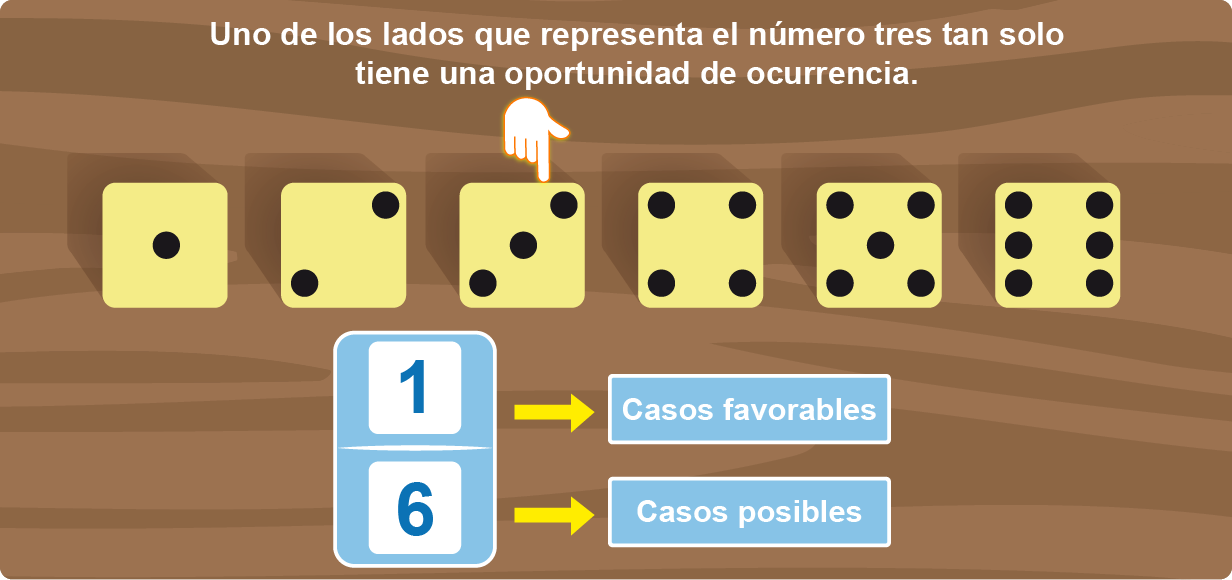 Uno de los lados que representa el número tres tan solo
tiene una oportunidad de ocurrencia.
1
Casos favorables
6
Casos posibles